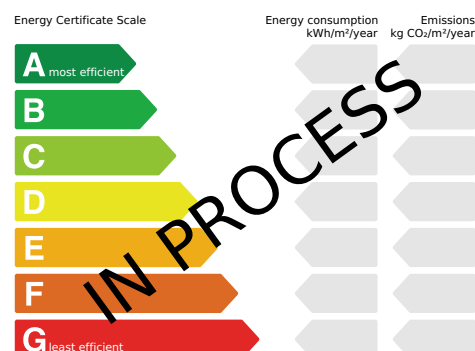 Energy Certificate Scale
Energy consumption
kWh/m²/year
Emissions
kg CO₂/m²/year
A most efficient
B
C
D
E
F
G least efficient
IN PROCESS